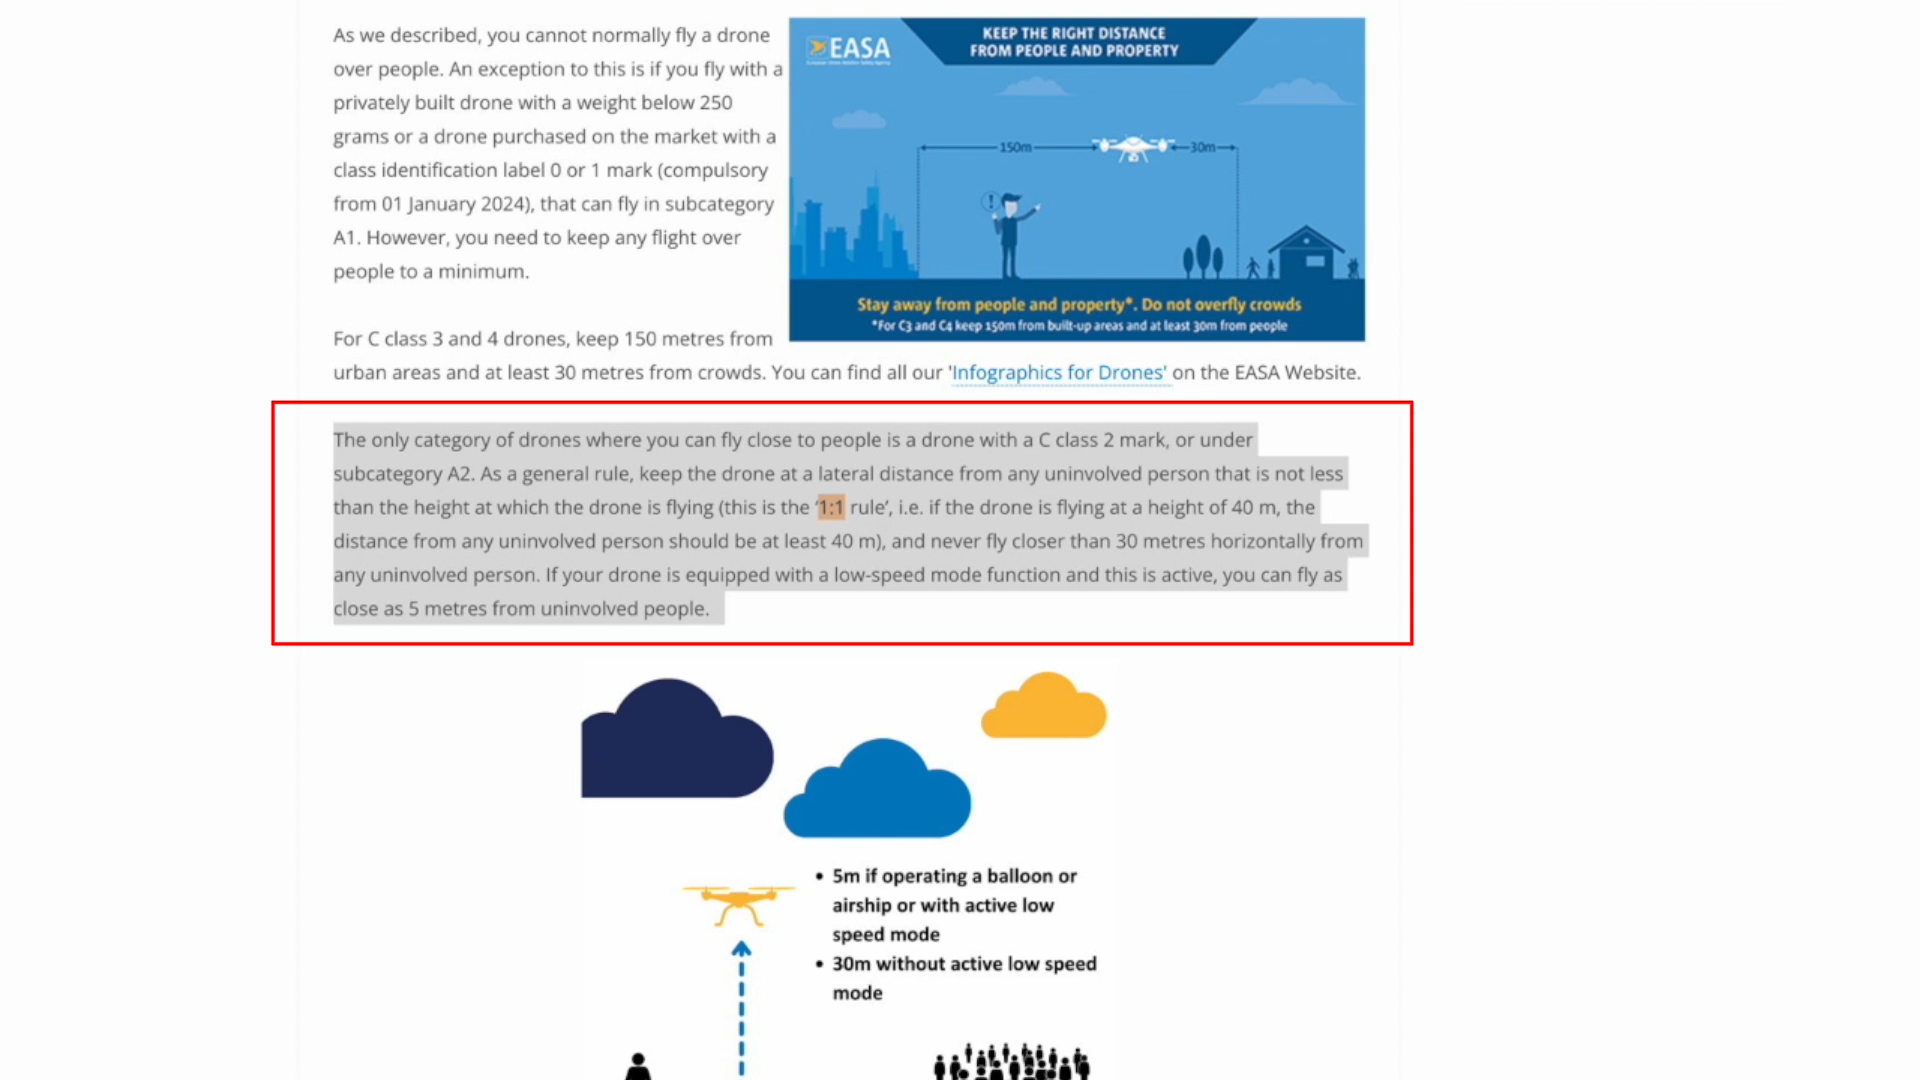 As we described, you cannot normally fly a drone
over people. An exception to this is if you fly with a
privately built drone with a weight below 250
grams or a drone purchased on the market with a
class identification label 0 or 1 mark (compulsory
from 01 January 2024), that can fly in subcategory
A1. However, you need to keep any flight over
people to a minimum.
EASA
KEEP THE RIGHT DISTANCE
FROM PEOPLE AND PROPERTY
150m
30m
!
Stay away from people and property*. Do not overfly crowds
*For C3 and C4 keep 150m from built-up areas and at least 30m from people
For C class 3 and 4 drones, keep 150 metres from
urban areas and at least 30 metres from crowds. You can find all our 'Infographics for Drones' on the EASA Website.
The only category of drones where you can fly close to people is a drone with a C class 2 mark, or under
subcategory A2. As a general rule, keep the drone at a lateral distance from any uninvolved person that is not less
than the height at which the drone is flying (this is the ‘1:1 rule’, i.e. if the drone is flying at a height of 40 m, the
distance from any uninvolved person should be at least 40 m), and never fly closer than 30 metres horizontally from
any uninvolved person. If your drone is equipped with a low-speed mode function and this is active, you can fly as
close as 5 metres from uninvolved people.
• 5m if operating a balloon or
airship or with active low
speed mode
• 30m without active low speed
mode